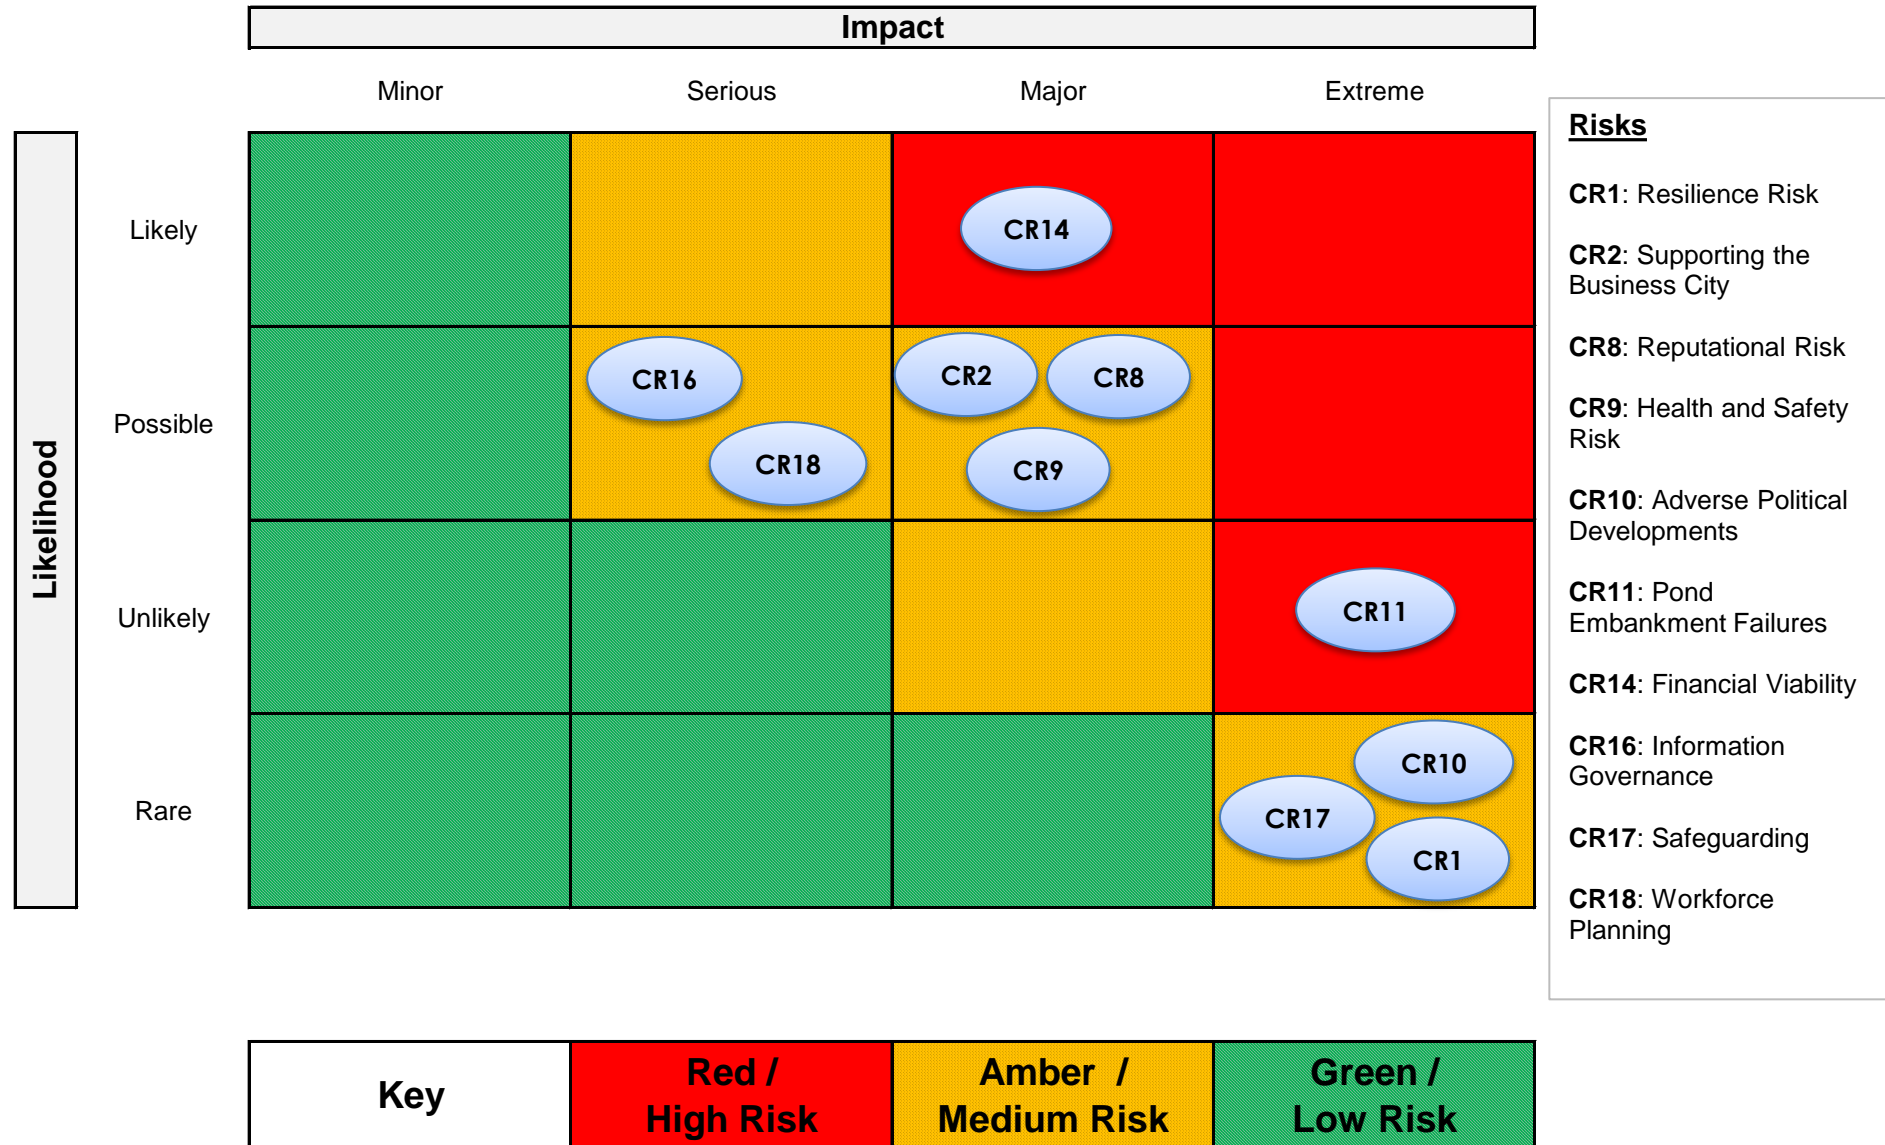 Impact
Minor Serious Major Extreme
Likelihood
Likely
CR14
Possible
CR16
CR2
CR8
CR18
CR9
Unlikely
CR11
Rare
CR10
CR17
CR1
Risks
CR1: Resilience Risk
CR2: Supporting the
Business City
CR8: Reputational Risk
CR9: Health and Safety
Risk
CR10: Adverse Political
Developments
CR11: Pond
Embankment Failures
CR14: Financial Viability
CR16: Information
Governance
CR17: Safeguarding
CR18: Workforce
Planning
Key
Red /
High Risk
Amber /
Medium Risk
Green /
Low Risk